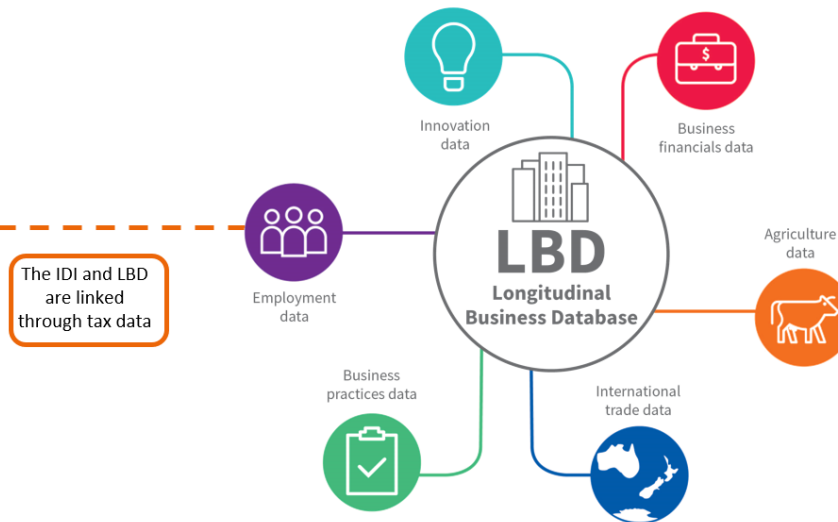 Innovation
data
$
Business
financials data
LBD
Longitudinal
Business Database
Agriculture
data
The IDI and LBD
are linked
through tax data
Employment
data
Business
practices data
International
trade data